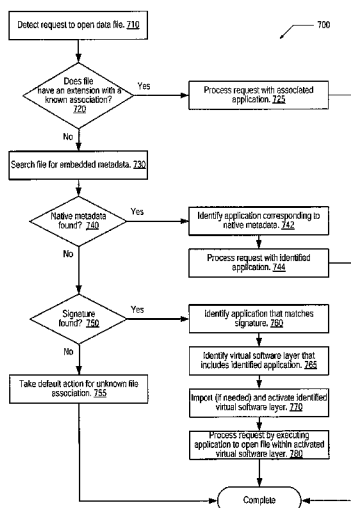 700
Detect request to open data file. 710
Does file
have an extension with a
known association?
720
Yes
Process request with associated
application. 725
No
Search file for embedded metadata. 730
Native metadata
found? 740
Yes
Identify application corresponding to
native metadata. 742
Process request with identified
application. 744
No
Signature
found? 750
Yes
Identify application that matches
signature. 760
No
Identify virtual software layer that
includes identified application. 765
Take default action for unknown file
association. 755
Import (if needed) and activate identified
virtual software layer. 770
Process request by executing
application to open file within activated
virtual software layer. 780
Complete